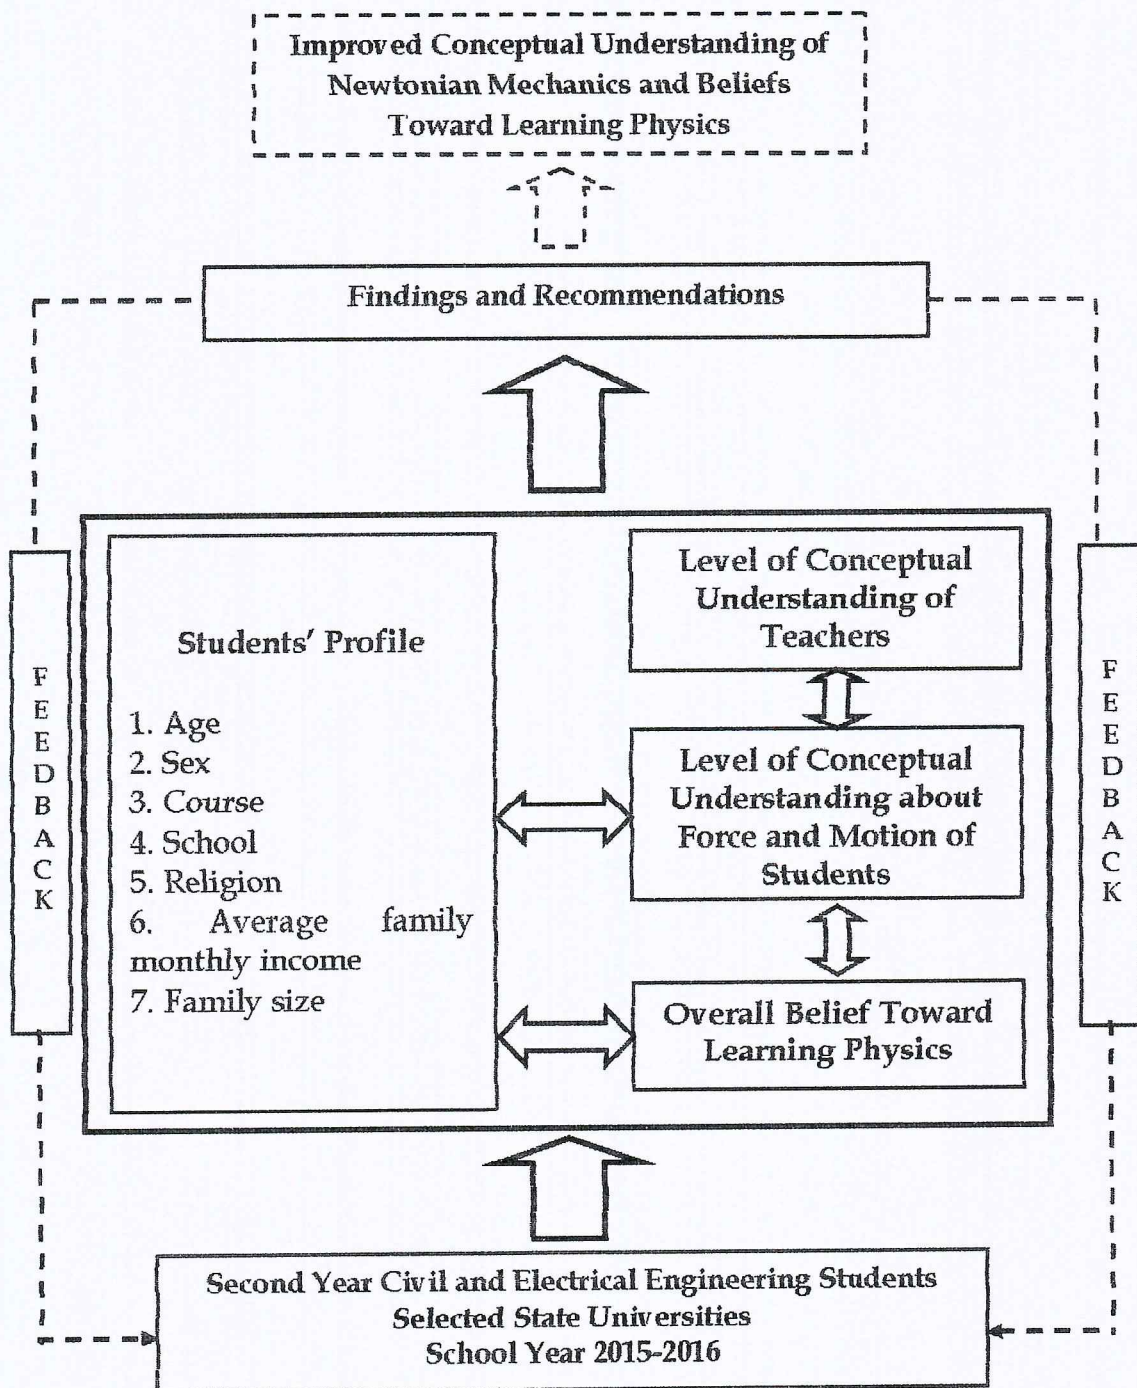 Improved Conceptual Understanding of
Newtonian Mechanics and Beliefs
Toward Learning Physics
Findings and Recommendations
FEEDBACK
Students' Profile
1. Age
2. Sex
3. Course
4. School
5. Religion
6. Average family
monthly income
7. Family size
Level of Conceptual
Understanding of
Teachers
Level of Conceptual
Understanding about
Force and Motion of
Students
Overall Belief Toward
Learning Physics
FEEDBACK
Second Year Civil and Electrical Engineering Students
Selected State Universities
School Year 2015-2016